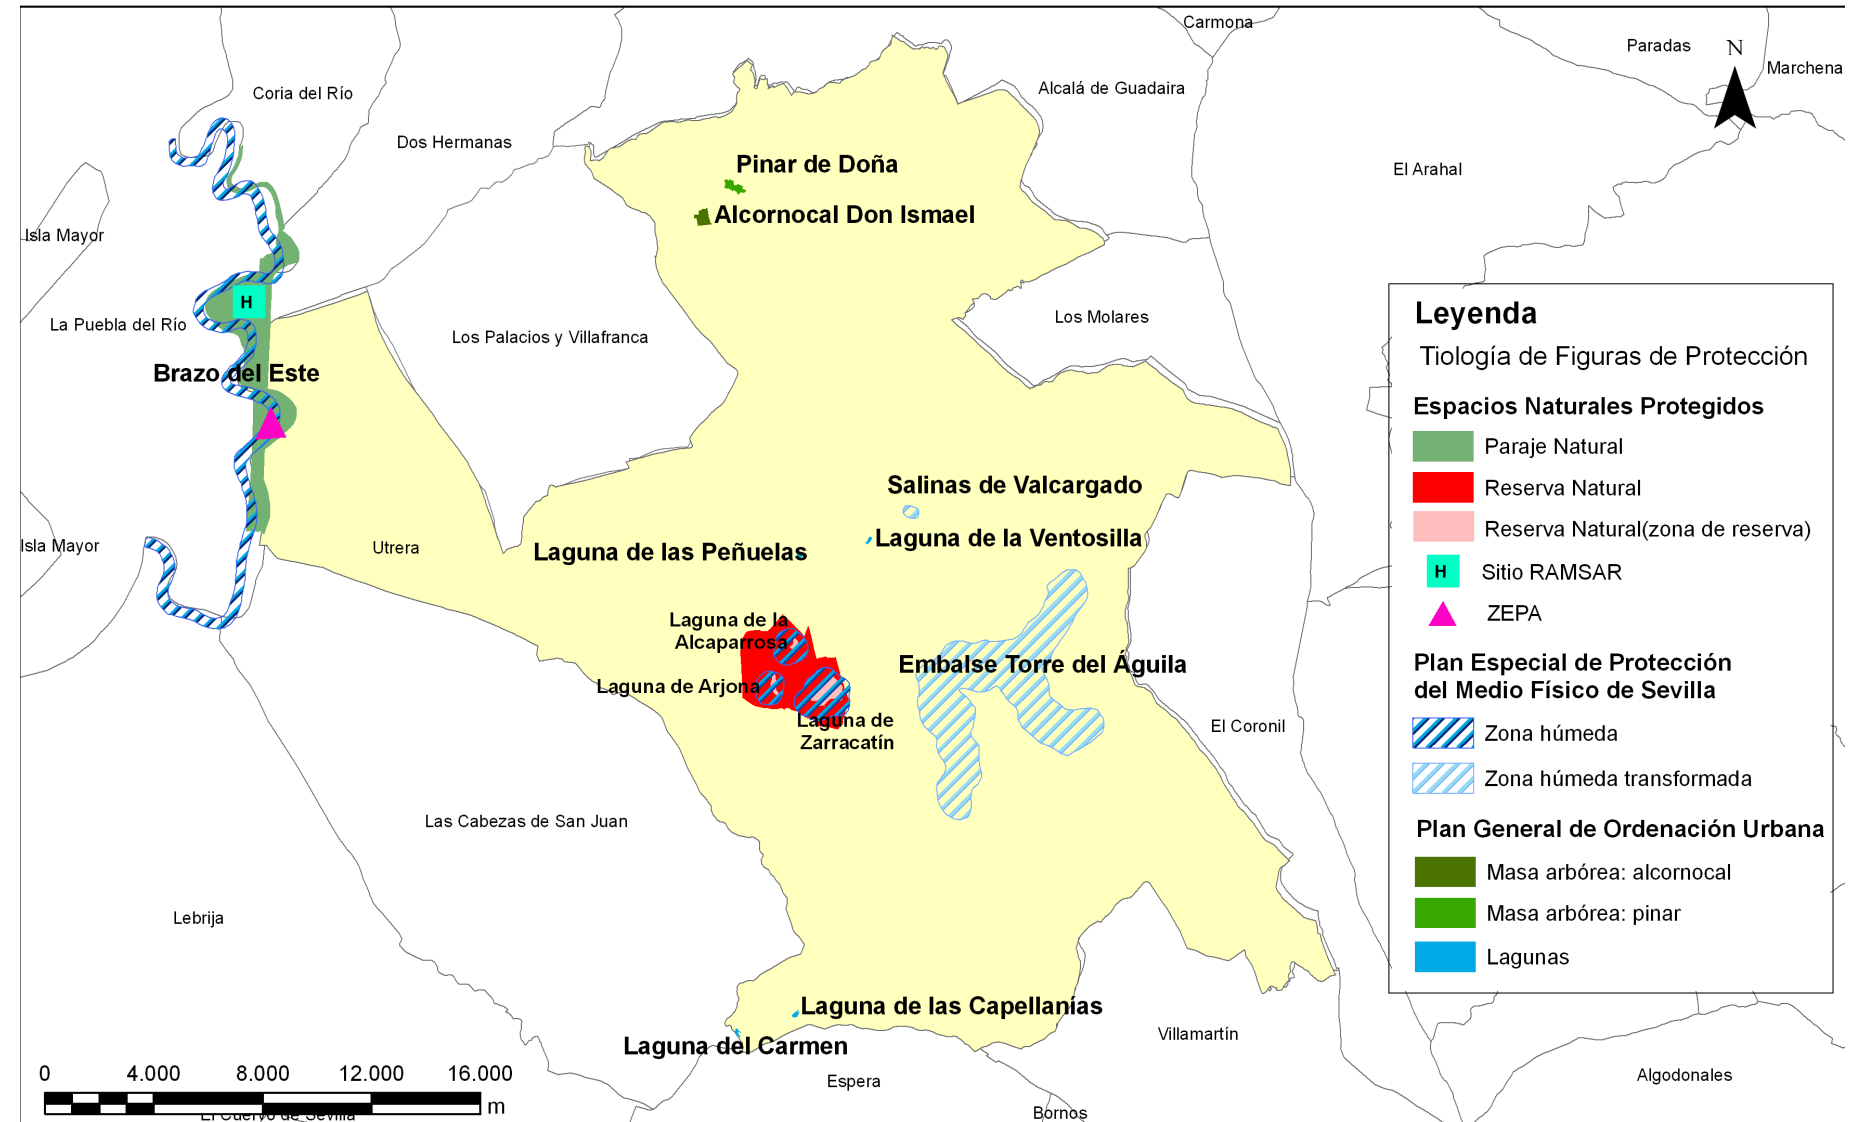 Carmona
Paradas
N
Marchena
Coria del Río
Alcalá de Guadaira
Dos Hermanas
Pinar de Doña
El Arahal
Alcornocal Don Ismael
Isla Mayor
H
La Puebla del Río
Los Palacios y Villafranca
Los Molares
Brazo del Este
Salinas de Valcargado
Laguna de la Ventosilla
Isla Mayor
Utrera
Laguna de las Peñuelas
Laguna de la
Alcaparrosa
Embalse Torre del Águila
Laguna de Arjona
Laguna de
Zarracatín
El Coronil
Las Cabezas de San Juan
Lebrija
Laguna de las Capellanías
Laguna del Carmen
Villamartín
Espera
Algodonales
Bornos
El Cuervo de Sevilla
0 4.000 8.000 12.000 16.000
m
Leyenda
Tiología de Figuras de Protección
Espacios Naturales Protegidos
Paraje Natural
Reserva Natural
Reserva Natural(zona de reserva)
H Sitio RAMSAR
ZEPA
Plan Especial de Protección
del Medio Físico de Sevilla
Zona húmeda
Zona húmeda transformada
Plan General de Ordenación Urbana
Masa arbórea: alcornocal
Masa arbórea: pinar
Lagunas